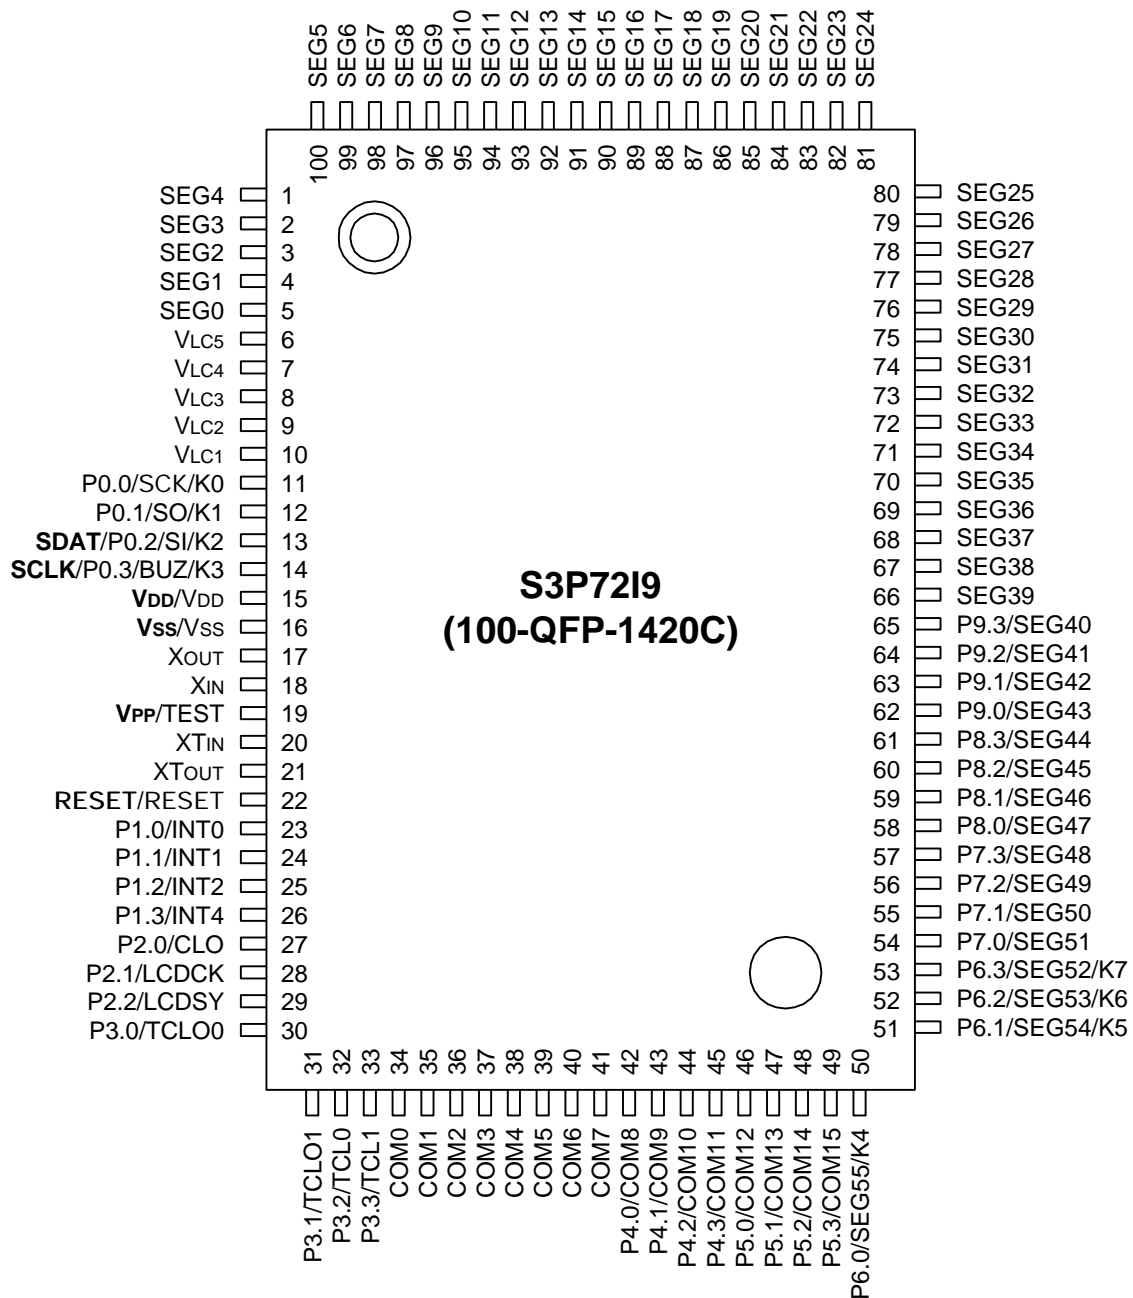 SEG5
SEG6
SEG7
SEG8
SEG9
SEG10
SEG11
SEG12
SEG13
SEG14
SEG15
SEG16
SEG17
SEG18
SEG19
SEG20
SEG21
SEG22
SEG23
SEG24
100
99
98
97
96
95
94
93
92
91
90
89
88
87
86
85
84
83
82
81
SEG4 1
SEG3 2
SEG2 3
SEG1 4
SEG0 5
VLC5 6
VLC4 7
VLC3 8
VLC2 9
VLC1 10
P0.0/SCK/K0 11
P0.1/SO/K1 12
SDAT/P0.2/SI/K2 13
SCLK/P0.3/BUZ/K3 14
VDD/VDD 15
VSS/VSS 16
XOUT 17
XIN 18
VPP/TEST 19
XTIN 20
XTOUT 21
RESET/RESET 22
P1.0/INT0 23
P1.1/INT1 24
P1.2/INT2 25
P1.3/INT4 26
P2.0/CLO 27
P2.1/LCDCK 28
P2.2/LCDSY 29
P3.0/TCLO0 30
S3P72I9
(100-QFP-1420C)
80 SEG25
79 SEG26
78 SEG27
77 SEG28
76 SEG29
75 SEG30
74 SEG31
73 SEG32
72 SEG33
71 SEG34
70 SEG35
69 SEG36
68 SEG37
67 SEG38
66 SEG39
65 P9.3/SEG40
64 P9.2/SEG41
63 P9.1/SEG42
62 P9.0/SEG43
61 P8.3/SEG44
60 P8.2/SEG45
59 P8.1/SEG46
58 P8.0/SEG47
57 P7.3/SEG48
56 P7.2/SEG49
55 P7.1/SEG50
54 P7.0/SEG51
53 P6.3/SEG52/K7
52 P6.2/SEG53/K6
51 P6.1/SEG54/K5
31
32
33
34
35
36
37
38
39
40
41
42
43
44
45
46
47
48
49
50
P3.1/TCLO1
P3.2/TCL0
P3.3/TCL1
COM0
COM1
COM2
COM3
COM4
COM5
COM6
COM7
P4.0/COM8
P4.1/COM9
P4.2/COM10
P4.3/COM11
P5.0/COM12
P5.1/COM13
P5.2/COM14
P5.3/COM15
P6.0/SEG55/K4